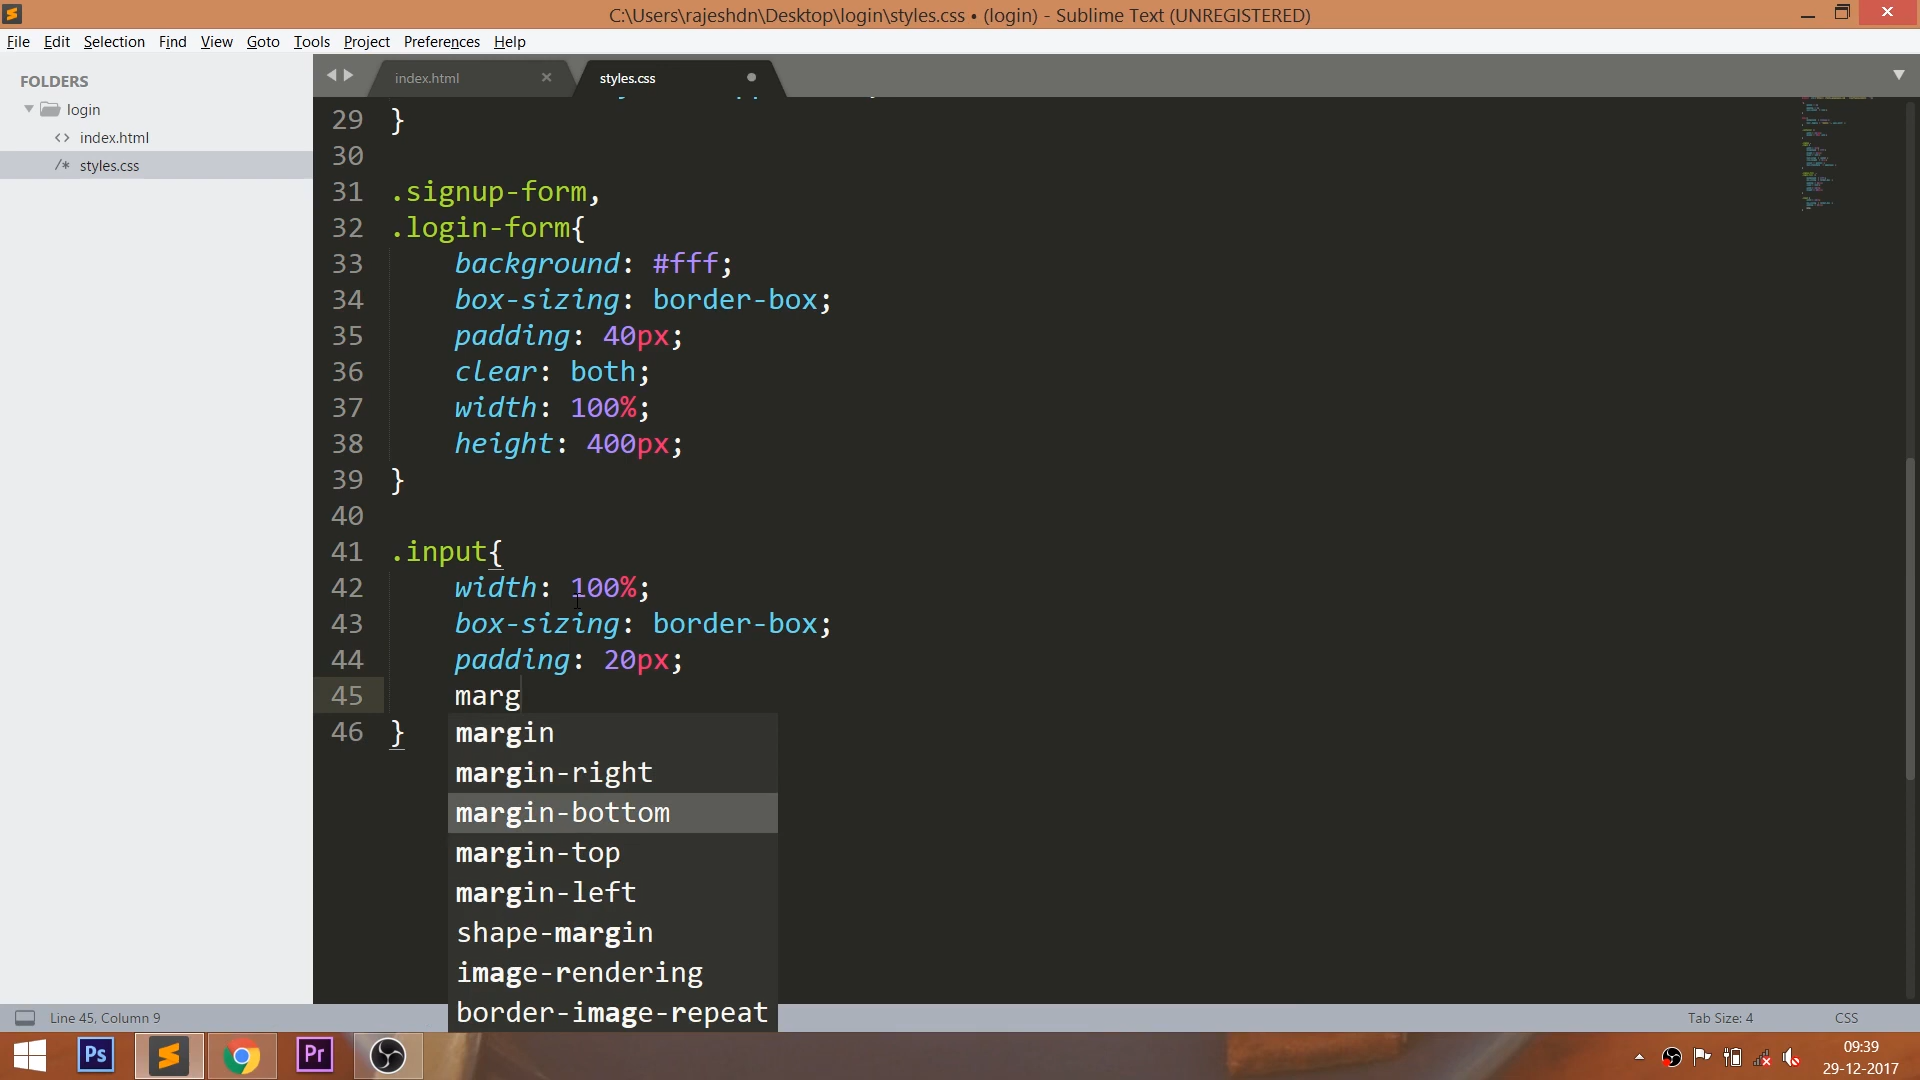 C:\Users\rajeshdn\Desktop\login\styles.css • (login) - Sublime Text (UNREGISTERED)
File Edit Selection Find View Goto Tools Project Preferences Help
FOLDERS
login
index.html
/* styles.css
index.html ×
styles.css
29 }
30
31 .signup-form,
32 .login-form{
33 background: #fff;
34 box-sizing: border-box;
35 padding: 40px;
36 clear: both;
37 width: 100%;
38 height: 400px;
39 }
40
41 .input{
42 width: 100%;
43 box-sizing: border-box;
44 padding: 20px;
45 marg
46 }
margin
margin-right
margin-bottom
margin-top
margin-left
shape-margin
image-rendering
border-image-repeat
Line 45, Column 9
Tab Size: 4
CSS
Ps
Pr
09:39
29-12-2017